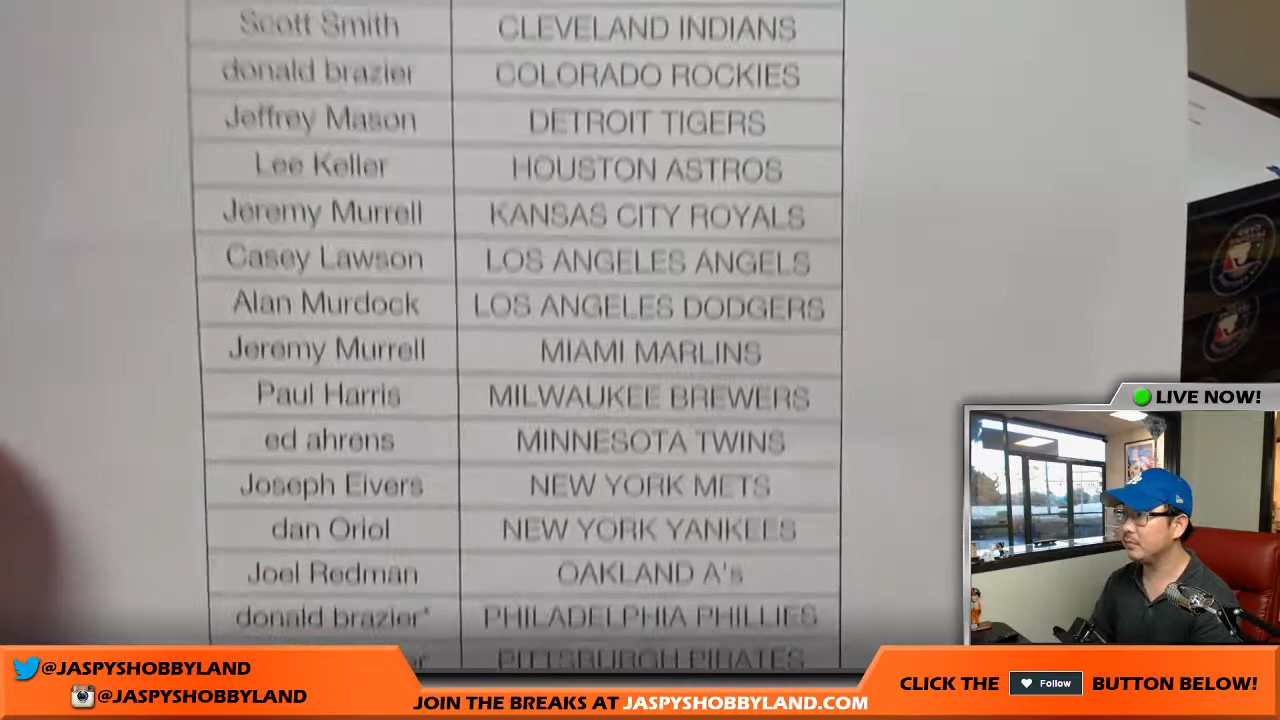 Scott Smith CLEVELAND INDIANS
donald brazier COLORADO ROCKIES
Jeffrey Mason DETROIT TIGERS
Lee Keller HOUSTON ASTROS
Jeremy Murrell KANSAS CITY ROYALS
Casey Lawson LOS ANGELES ANGELS
Alan Murdock LOS ANGELES DODGERS
Jeremy Murrell MIAMI MARLINS
Paul Harris MILWAUKEE BREWERS
ed ahrens MINNESOTA TWINS
Joseph Eivers NEW YORK METS
dan Oriol NEW YORK YANKEES
Joel Redman OAKLAND A's
donald brazier* PHILADELPHIA PHILLIES
PITTSBURGH PIRATES
LIVE NOW!
@JASPYSHOBBYLAND
@JASPYSHOBBYLAND
JOIN THE BREAKS AT JASPYSHOBBYLAND.COM
CLICK THE Follow BUTTON BELOW!